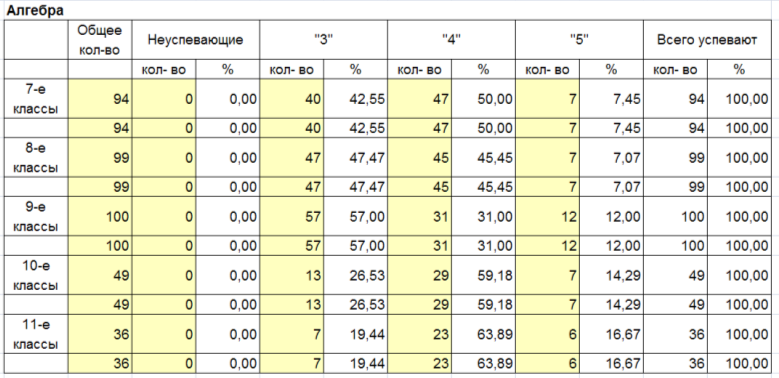 Алгебра
Общее кол-во Неуспевающие "3" "4" "5" Всего успевают
кол- во % кол- во % кол- во % кол- во % кол- во %
7-е классы 94 0 0,00 40 42,55 47 50,00 7 7,45 94 100,00
94 0 0,00 40 42,55 47 50,00 7 7,45 94 100,00
8-е классы 99 0 0,00 47 47,47 45 45,45 7 7,07 99 100,00
99 0 0,00 47 47,47 45 45,45 7 7,07 99 100,00
9-е классы 100 0 0,00 57 57,00 31 31,00 12 12,00 100 100,00
100 0 0,00 57 57,00 31 31,00 12 12,00 100 100,00
10-е классы 49 0 0,00 13 26,53 29 59,18 7 14,29 49 100,00
49 0 0,00 13 26,53 29 59,18 7 14,29 49 100,00
11-е классы 36 0 0,00 7 19,44 23 63,89 6 16,67 36 100,00
36 0 0,00 7 19,44 23 63,89 6 16,67 36 100,00